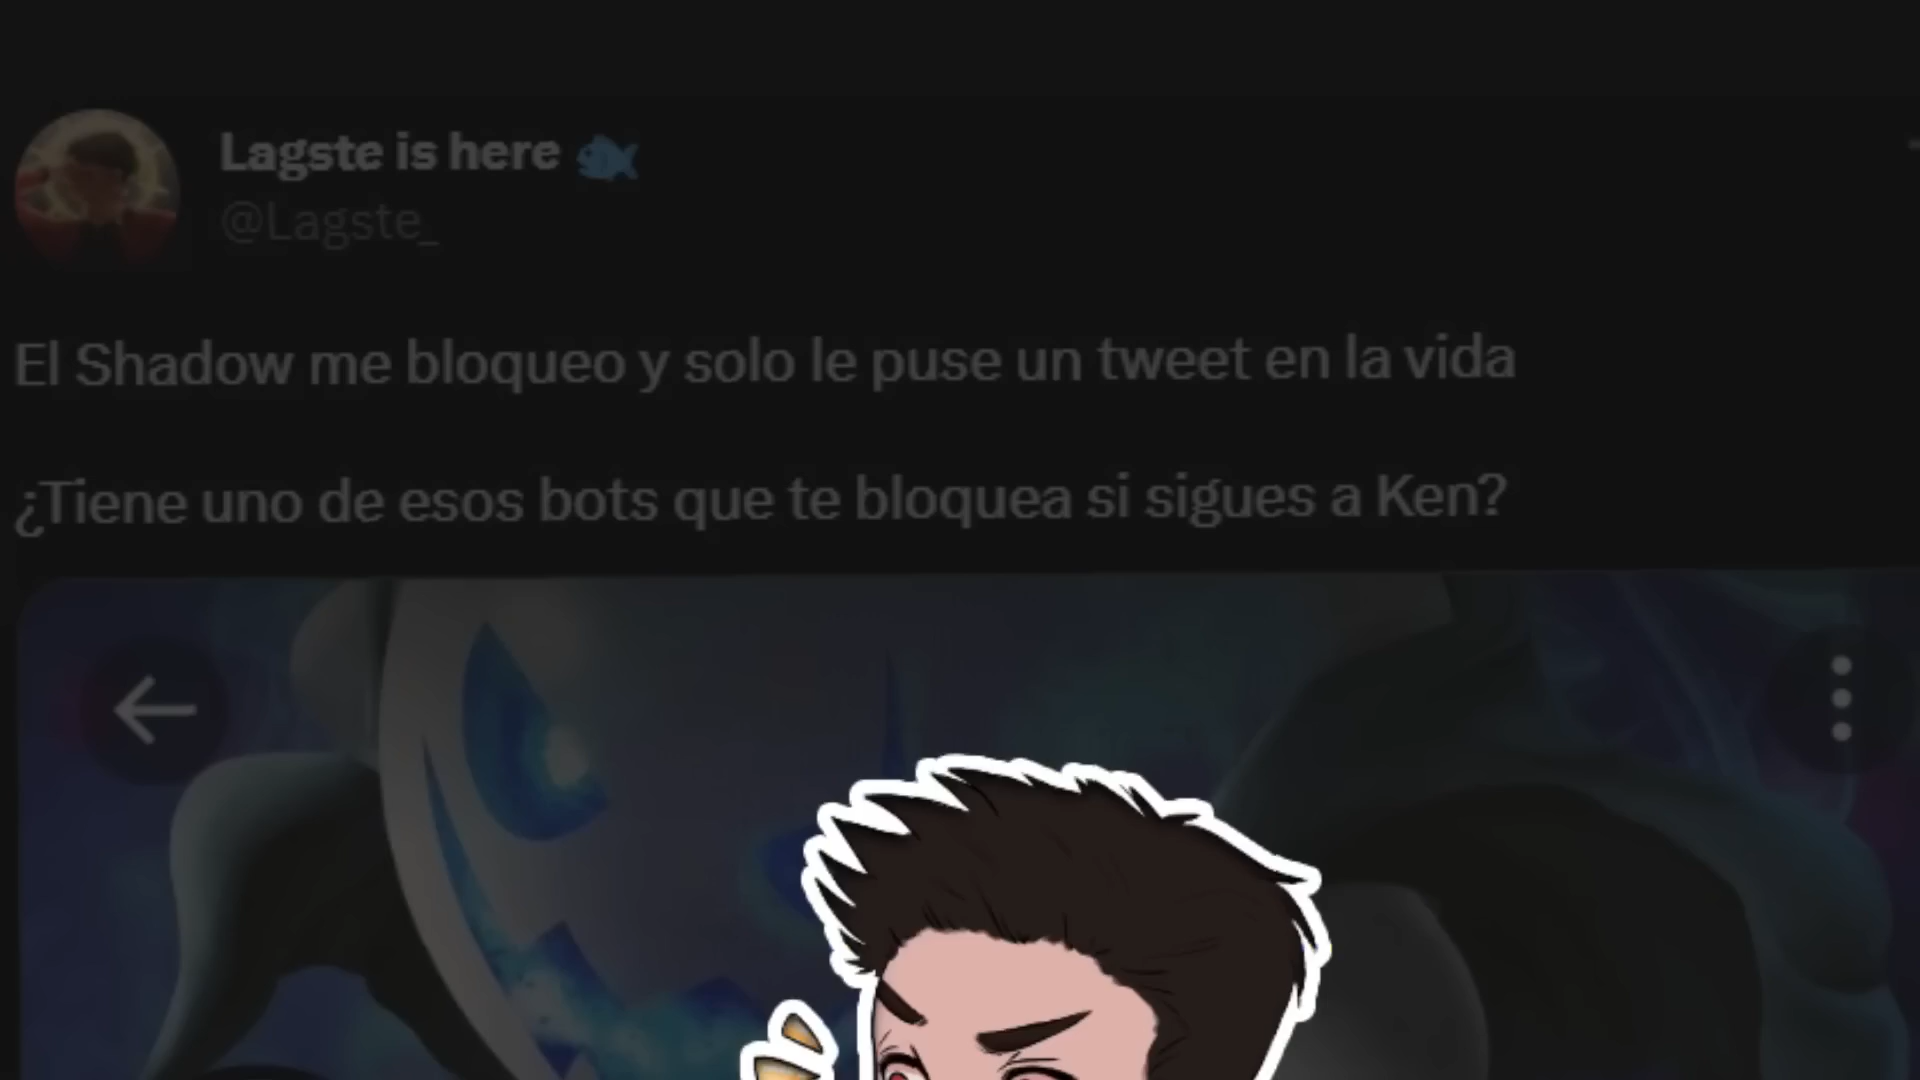 Lagste is here 🐟
@Lagste_
El Shadow me bloqueo y solo le puse un tweet en la vida
¿Tiene uno de esos bots que te bloquea si sigues a Ken?